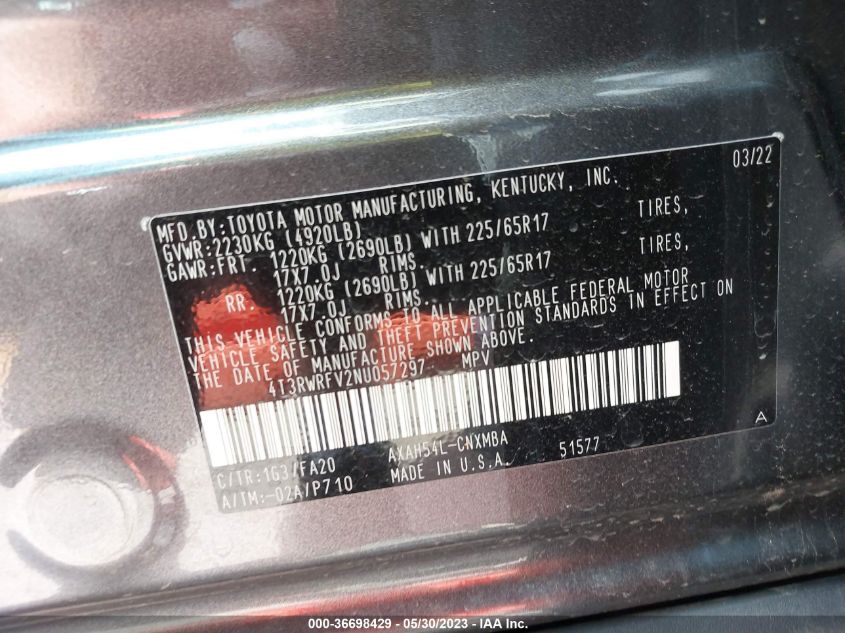 03/22
MFD.BY:TOYOTA MOTOR MANUFACTURING, KENTUCKY, INC.
GVWR:2230KG (4920LB)
GAWR:FRT. 1220KG (2690LB) WITH 225/65R17 TIRES,
17X7.0J RIMS.
RR. 1220KG (2690LB) WITH 225/65R17 TIRES,
17X7.0J RIMS.
THIS VEHICLE CONFORMS TO ALL APPLICABLE FEDERAL MOTOR
VEHICLE SAFETY AND THEFT PREVENTION STANDARDS IN EFFECT ON
THE DATE OF MANUFACTURE SHOWN ABOVE.
4T3RWRFV2NU057297 MPV
C/TR:1G3/FA20 AXAH54L-CNXMBA 51577 A
A/TM:-02A/P710 MADE IN U.S.A.
000-36698429 - 05/30/2023 - IAA Inc.